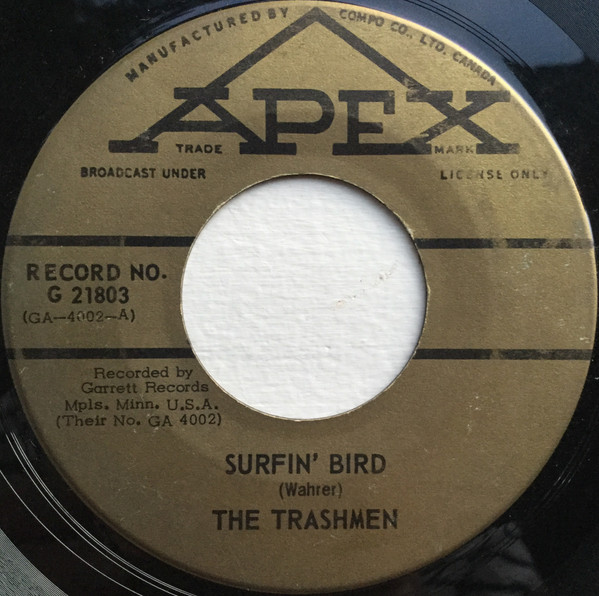 MANUFACTURED BY COMPO CO., LTD. CANADA
APEX
TRADE MARK
BROADCAST UNDER LICENSE ONLY
RECORD NO.
G 21803
(GA-4002-A)
Recorded by
Garrett Records
Mpls. Minn. U.S.A.
(Their No. GA 4002)
SURFIN' BIRD
(Wahrer)
THE TRASHMEN